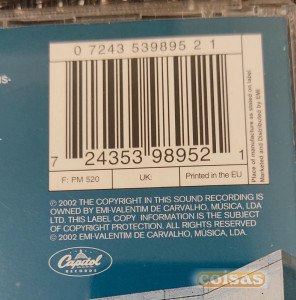 0 7243 539895 2 1
7 24353 98952 1
F: PM 520 UK: Printed in the EU
Place of manufacture as stated on label
Marketed and Distributed by EMI
℗ 2002 THE COPYRIGHT IN THIS SOUND RECORDING IS
OWNED BY EMI-VALENTIM DE CARVALHO, MUSICA, LDA
LTD. THIS LABEL COPY INFORMATION IS THE SUBJECT
OF COPYRIGHT PROTECTION. ALL RIGHTS RESERVED
© 2002 EMI-VALENTIM DE CARVALHO, MUSICA, LDA
Capitol
RECORDS
coisas